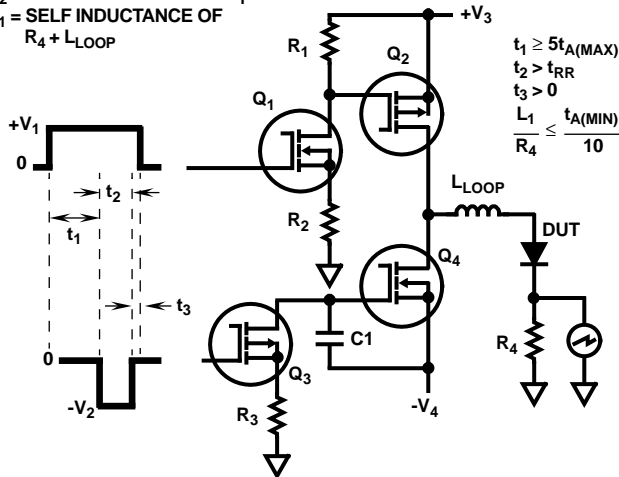 1 = SELF INDUCTANCE OF
R4 + LLOOP
+V3
R1
Q2
t1 ≥ 5tA(MAX)
t2 > tRR
t3 > 0
L1/R4 ≤ tA(MIN)/10
Q1
+V1
0
t2
LLOOP
t1
R2
DUT
Q4
t3
C1
R4
0
Q3
-V2
R3
-V4